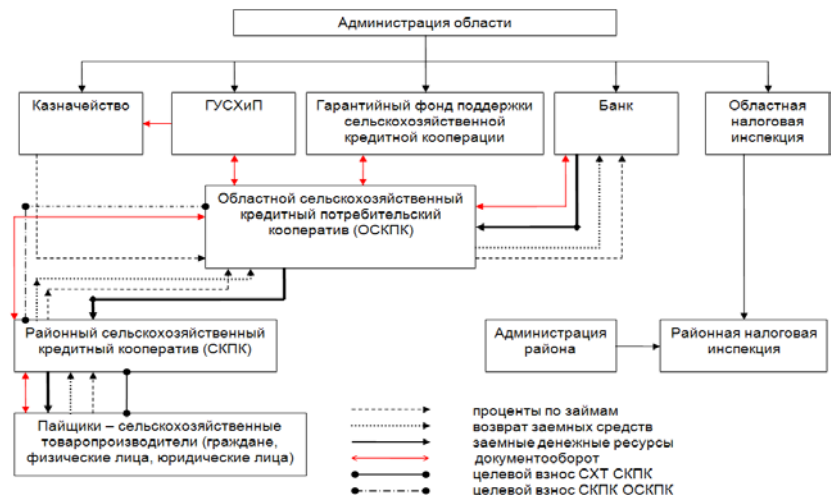 Администрация области
Казначейство
ГУСХиП
Гарантийный фонд поддержки
сельскохозяйственной
кредитной кооперации
Банк
Областная
налоговая
инспекция
Областной сельскохозяйственный
кредитный потребительский
кооператив (ОСКПК)
Районный сельскохозяйственный
кредитный кооператив (СКПК)
Администрация
района
Районная налоговая
инспекция
Пайщики – сельскохозяйственные
товаропроизводители (граждане,
физические лица, юридические лица)
проценты по займам
возврат заемных средств
заемные денежные ресурсы
документооборот
целевой взнос СХТ СКПК
целевой взнос СКПК ОСКПК